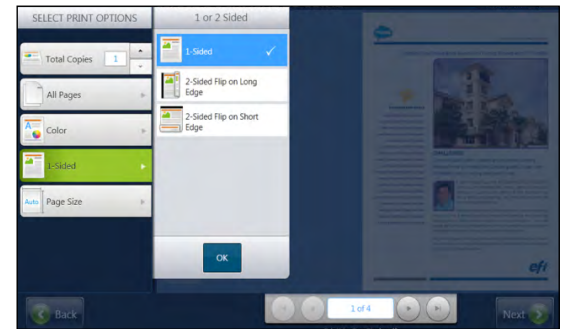 SELECT PRINT OPTIONS
1 or 2 Sided
Total Copies 1
All Pages
Color
1-Sided
Auto Page Size
1-Sided
2-Sided Flip on Long
Edge
2-Sided Flip on Short
Edge
OK
efi
1 of 4
Back
Next